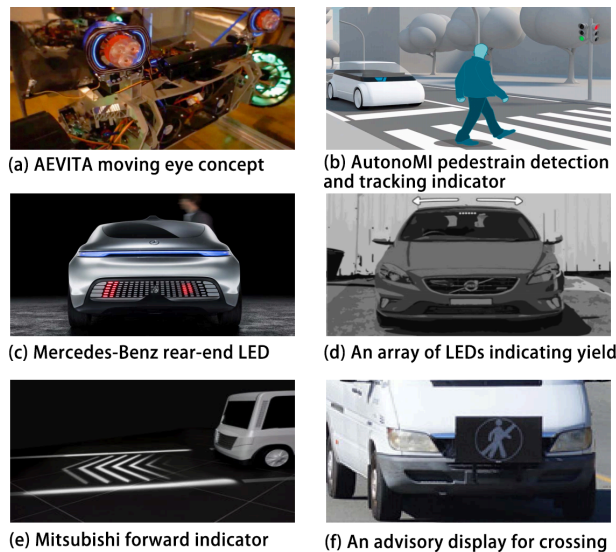 (a) AEVITA moving eye concept
(b) AutonoMI pedestrain detection
and tracking indicator
(c) Mercedes-Benz rear-end LED
(d) An array of LEDs indicating yield
(e) Mitsubishi forward indicator
(f) An advisory display for crossing